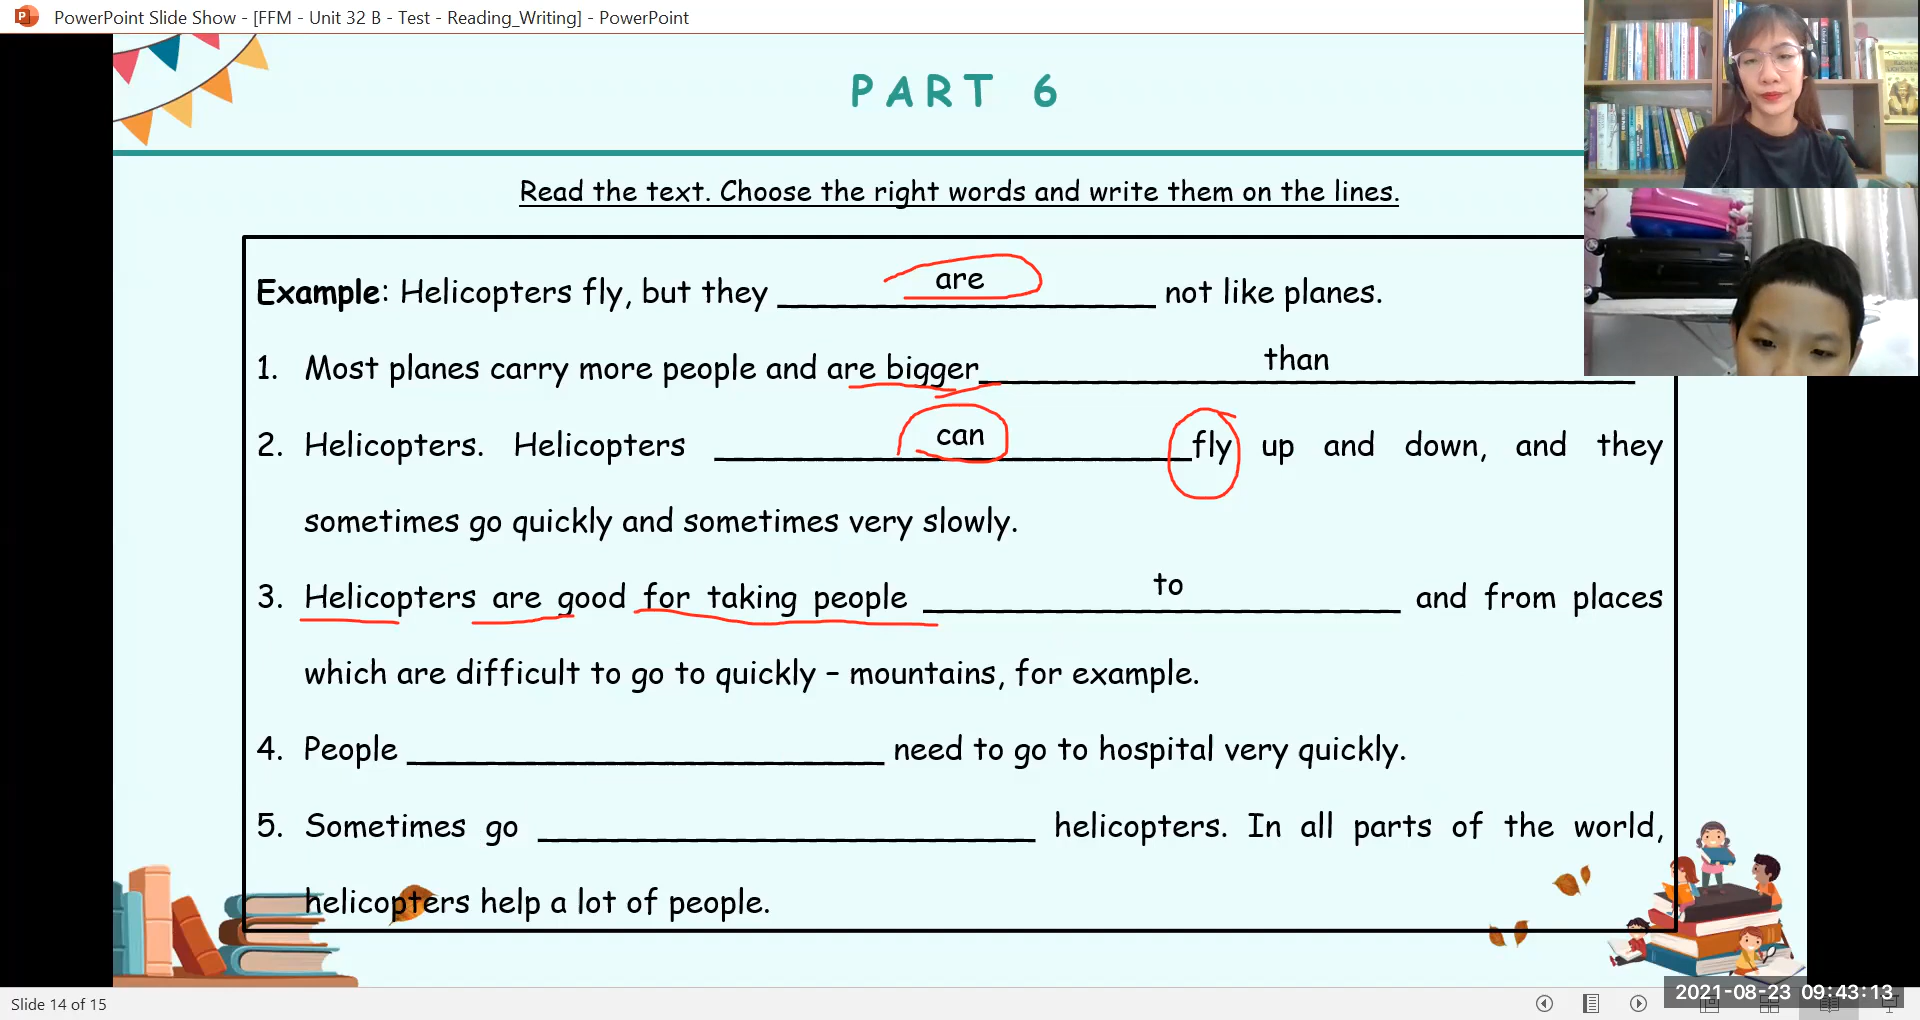 PowerPoint Slide Show - [FFM - Unit 32 B - Test - Reading_Writing] - PowerPoint
PART 6
Read the text. Choose the right words and write them on the lines.
Example: Helicopters fly, but they are not like planes.
1. Most planes carry more people and are bigger than
2. Helicopters. Helicopters can fly up and down, and they
sometimes go quickly and sometimes very slowly.
3. Helicopters are good for taking people to and from places
which are difficult to go to quickly – mountains, for example.
4. People ____________ need to go to hospital very quickly.
5. Sometimes go ____________ helicopters. In all parts of the world,
helicopters help a lot of people.
Slide 14 of 15
2021-08-23 09:43:13